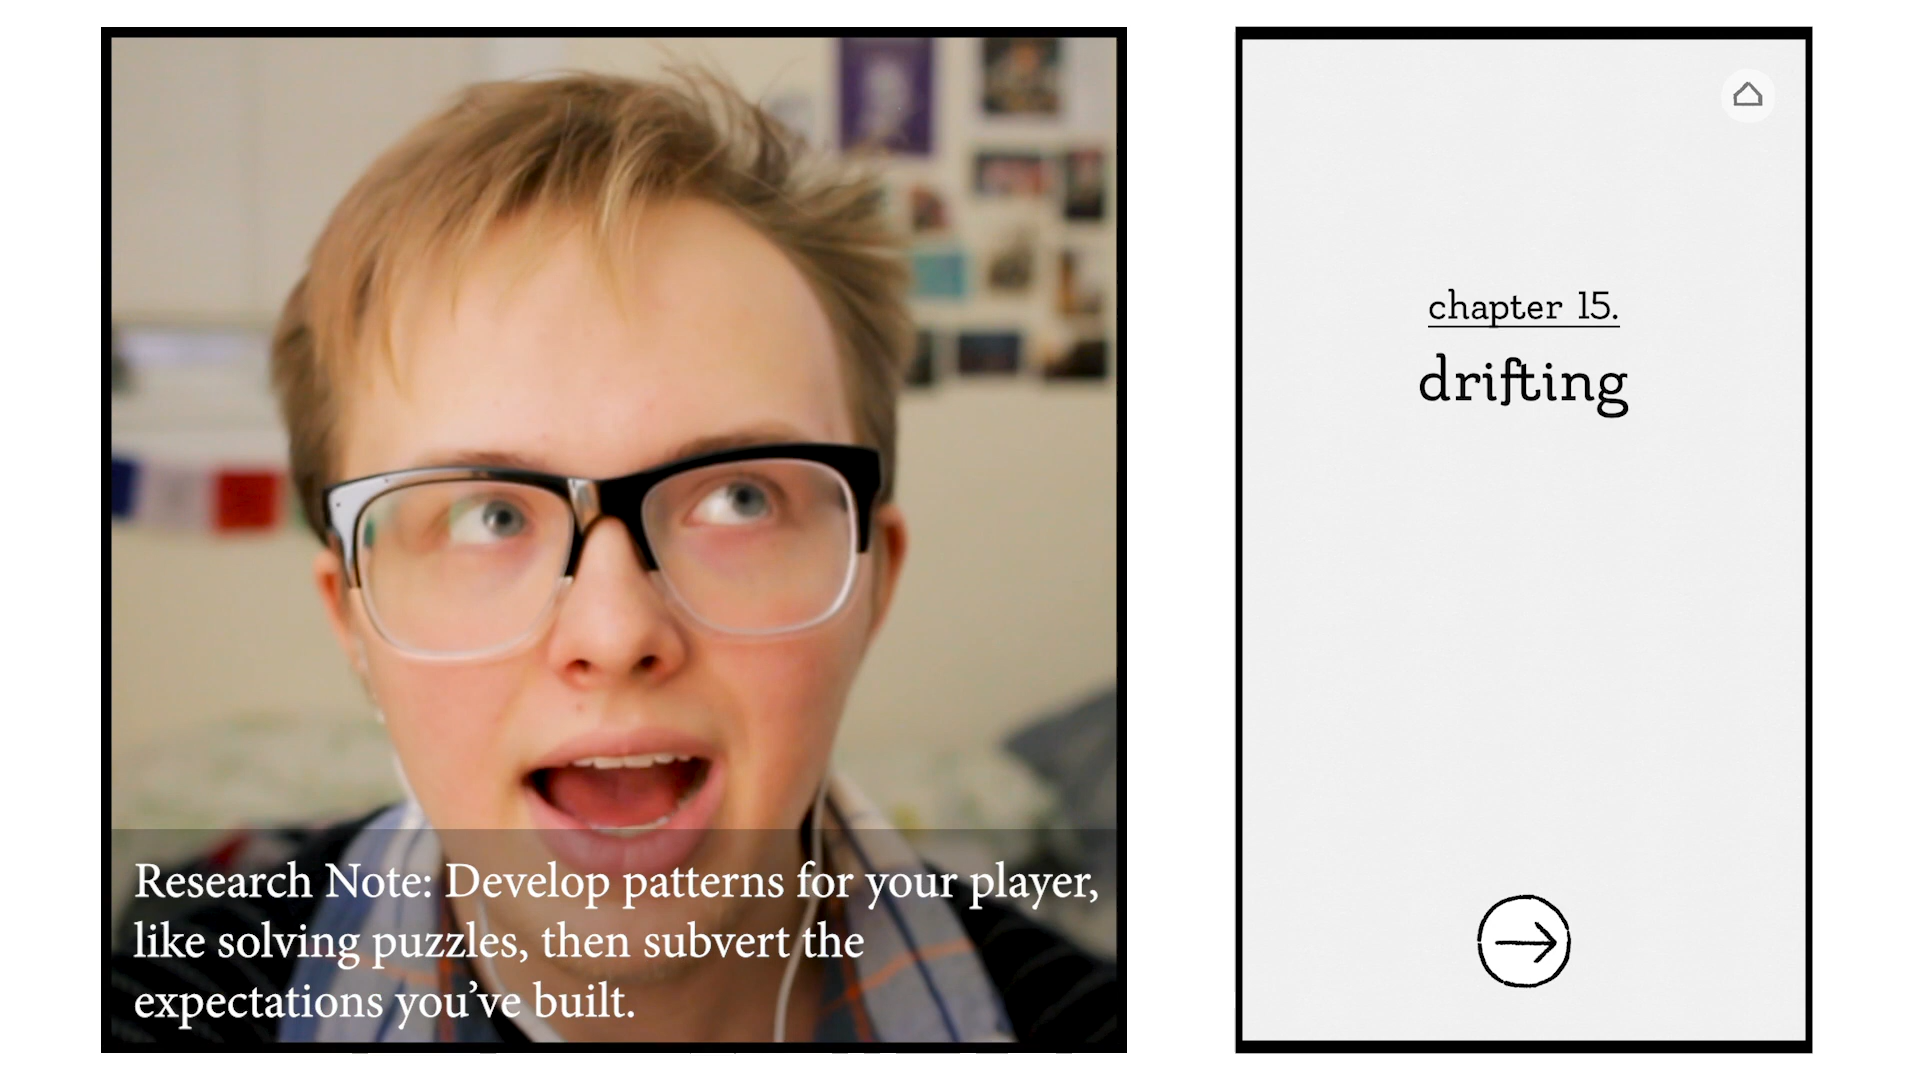 Research Note: Develop patterns for your player,
like solving puzzles, then subvert the
expectations you’ve built.
chapter 15.
drifting